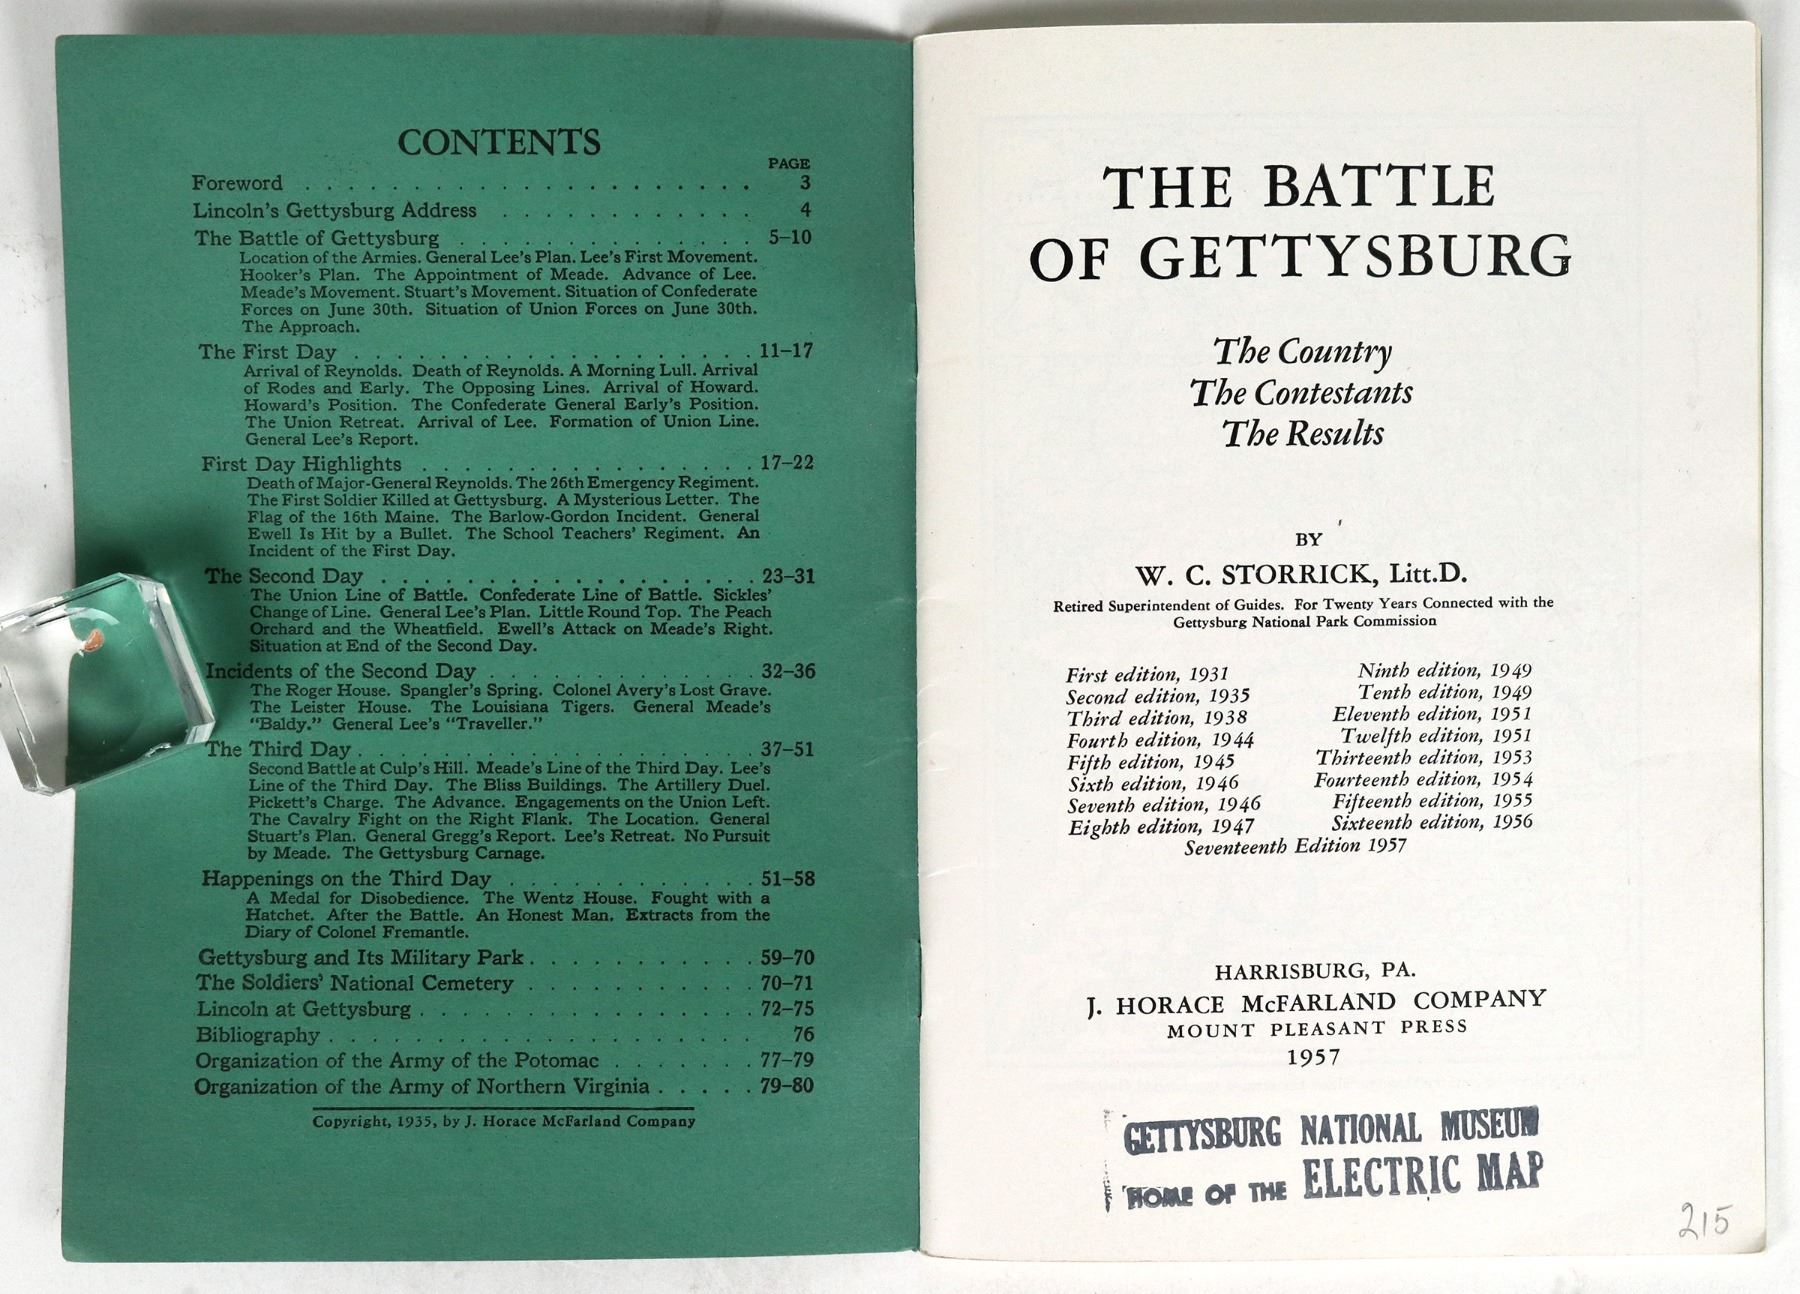 CONTENTS
PAGE
Foreword . . . . . . . . . . . . . . . . . . . . . 3
Lincoln's Gettysburg Address . . . . . . . . . . . . 4
The Battle of Gettysburg . . . . . . . . . . . . . . 5–10
Location of the Armies. General Lee's Plan. Lee's First Movement.
Hooker's Plan. The Appointment of Meade. Advance of Lee.
Meade's Movement. Stuart's Movement. Situation of Confederate
Forces on June 30th. Situation of Union Forces on June 30th.
The Approach.
The First Day . . . . . . . . . . . . . . . . . . . 11–17
Arrival of Reynolds. Death of Reynolds. A Morning Lull. Arrival
of Rodes and Early. The Opposing Lines. Arrival of Howard.
Howard's Position. The Confederate General Early's Position.
The Union Retreat. Arrival of Lee. Formation of Union Line.
General Lee's Report.
First Day Highlights . . . . . . . . . . . . . . . . 17–22
Death of Major-General Reynolds. The 26th Emergency Regiment.
The First Soldier Killed at Gettysburg. A Mysterious Letter. The
Flag of the 16th Maine. The Barlow-Gordon Incident. General
Ewell Is Hit by a Bullet. The School Teachers' Regiment. An
Incident of the First Day.
The Second Day . . . . . . . . . . . . . . . . . . 23–31
The Union Line of Battle. Confederate Line of Battle. Sickles'
Change of Line. General Lee's Plan. Little Round Top. The Peach
Orchard and the Wheatfield. Ewell's Attack on Meade's Right.
Situation at End of the Second Day.
Incidents of the Second Day . . . . . . . . . . . . . 32–36
The Roger House. Spangler's Spring. Colonel Avery's Lost Grave.
The Leister House. The Louisiana Tigers. General Meade's
"Baldy." General Lee's "Traveller."
The Third Day . . . . . . . . . . . . . . . . . . . 37–51
Second Battle at Culp's Hill. Meade's Line of the Third Day. Lee's
Line of the Third Day. The Bliss Buildings. The Artillery Duel.
Pickett's Charge. The Advance. Engagements on the Union Left.
The Cavalry Fight on the Right Flank. The Location. General
Stuart's Plan. General Gregg's Report. Lee's Retreat. No Pursuit
by Meade. The Gettysburg Carnage.
Happenings on the Third Day . . . . . . . . . . . . 51–58
A Medal for Disobedience. The Wentz House. Fought with a
Hatchet. After the Battle. An Honest Man. Extracts from the
Diary of Colonel Fremantle.
Gettysburg and Its Military Park . . . . . . . . . . . 59–70
The Soldiers' National Cemetery . . . . . . . . . . . 70–71
Lincoln at Gettysburg . . . . . . . . . . . . . . . . 72–75
Bibliography . . . . . . . . . . . . . . . . . . . . 76
Organization of the Army of the Potomac . . . . . . . 77–79
Organization of the Army of Northern Virginia . . . . . 79–80
Copyright, 1935, by J. Horace McFarland Company
THE BATTLE
OF GETTYSBURG
The Country
The Contestants
The Results
BY
W. C. STORRICK, Litt.D.
Retired Superintendent of Guides. For Twenty Years Connected with the
Gettysburg National Park Commission
First edition, 1931
Second edition, 1935
Third edition, 1938
Fourth edition, 1944
Fifth edition, 1945
Sixth edition, 1946
Seventh edition, 1946
Eighth edition, 1947
Ninth edition, 1949
Tenth edition, 1949
Eleventh edition, 1951
Twelfth edition, 1951
Thirteenth edition, 1953
Fourteenth edition, 1954
Fifteenth edition, 1955
Sixteenth edition, 1956
Seventeenth Edition 1957
HARRISBURG, PA.
J. HORACE McFARLAND COMPANY
MOUNT PLEASANT PRESS
1957
GETTYSBURG NATIONAL MUSEUM
HOME OF THE ELECTRIC MAP
215